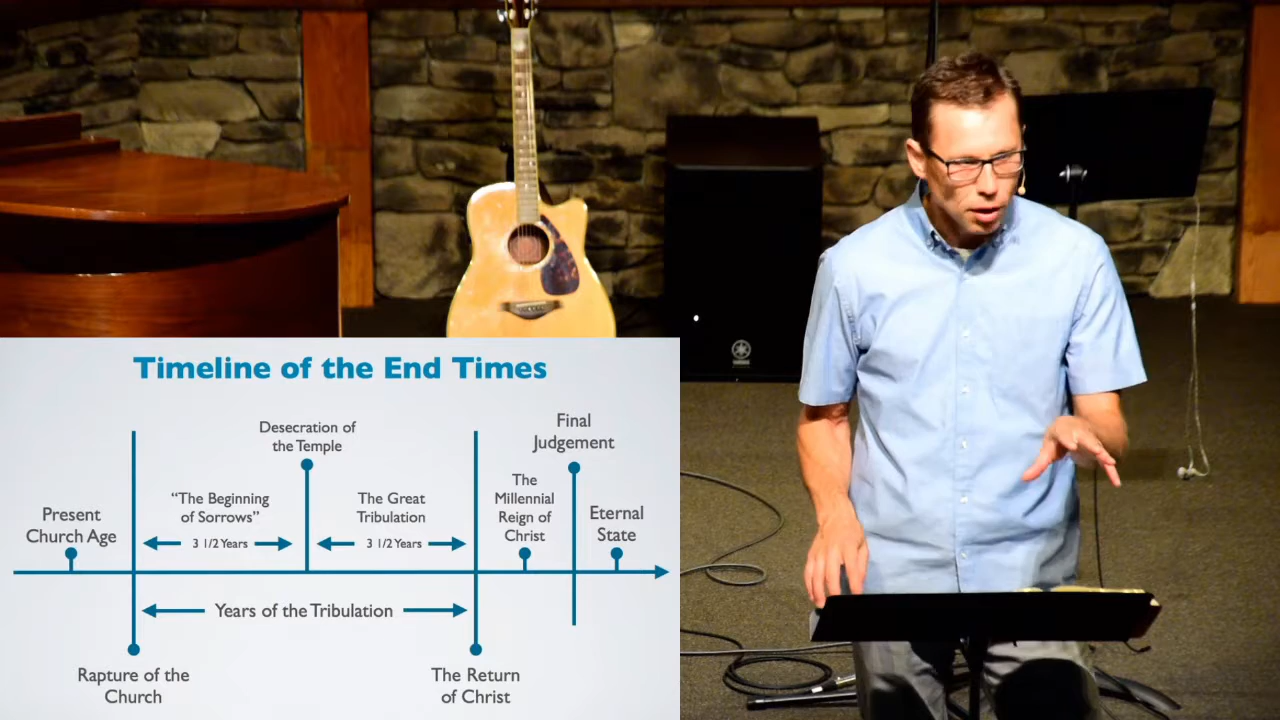 Timeline of the End Times
Desecration of
the Temple
Final
Judgement
"The Beginning
of Sorrows"
3 1/2 Years
The Great
Tribulation
3 1/2 Years
The
Millennial
Reign of
Christ
Present
Church Age
Eternal
State
Years of the Tribulation
Rapture of the
Church
The Return
of Christ